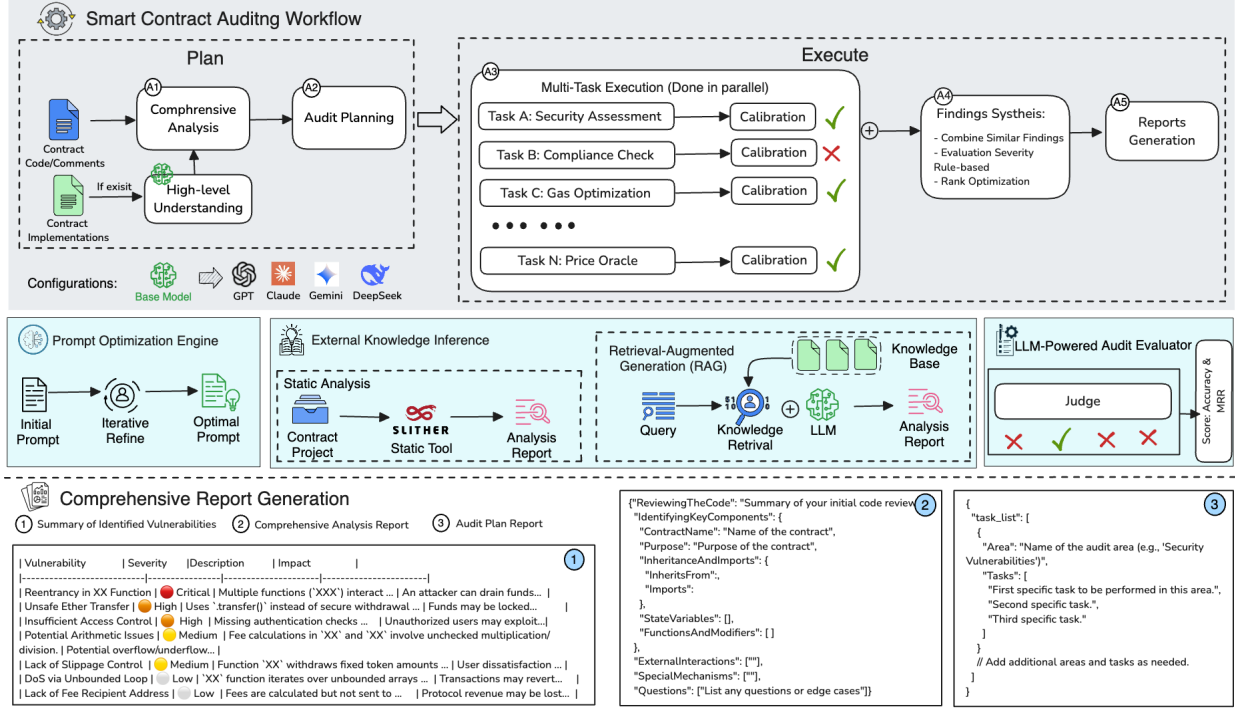 Smart Contract Auditng Workflow
Plan
Execute
A1
Comphrensive
Analysis
A2
Audit Planning
Contract
Code/Comments
If exisit
High-level
Understanding
Contract
Implementations
A3
Multi-Task Execution (Done in parallel)
Task A: Security Assessment
Calibration
Task B: Compliance Check
Calibration
Task C: Gas Optimization
Calibration
Task N: Price Oracle
Calibration
A4
Findings Systheis:
- Combine Similar Findings
- Evaluation Severity
Rule-based
- Rank Optimization
A5
Reports
Generation
Configurations:
Base Model
GPT
Claude
Gemini
DeepSeek
Prompt Optimization Engine
Initial
Prompt
Iterative
Refine
Optimal
Prompt
External Knowledge Inference
Static Analysis
Contract
Project
SLITHER
Static Tool
Analysis
Report
Retrieval-Augmented
Generation (RAG)
Knowledge
Base
Query
Knowledge
Retrival
LLM
Analysis
Report
LLM-Powered Audit Evaluator
Judge
Score: Accuracy &
MRR
Comprehensive Report Generation
1 Summary of Identified Vulnerabilities
2 Comprehensive Analysis Report
3 Audit Plan Report
1
| Vulnerability | Severity |Description | Impact |
|--------------------------|---------------|--------------------|----------------------|
| Reentrancy in XX Function | Critical | Multiple functions (`XXX`) interact ... | An attacker can drain funds... |
| Unsafe Ether Transfer | High | Uses `.transfer()` instead of secure withdrawal ... | Funds may be locked... |
| Insufficient Access Control | High | Missing authentication checks ... | Unauthorized users may exploit...|
| Potential Arithmetic Issues | Medium | Fee calculations in `XX` and `XX` involve unchecked multiplication/
division. | Potential overflow/underflow... |
| Lack of Slippage Control | Medium | Function `XX` withdraws fixed token amounts ... | User dissatisfaction ... |
| DoS via Unbounded Loop | Low | `XX` function iterates over unbounded arrays ... | Transactions may revert... |
| Lack of Fee Recipient Address | Low | Fees are calculated but not sent to ... | Protocol revenue may be lost... |
2
{"ReviewingTheCode": "Summary of your initial code review
"IdentifyingKeyComponents": {
"ContractName": "Name of the contract",
"Purpose": "Purpose of the contract",
"InheritanceAndImports": {
"InheritsFrom":,
"Imports":
},
"StateVariables": [],
"FunctionsAndModifiers": [ ]
},
"ExternalInteractions": [""],
"SpecialMechanisms": [""],
"Questions": ["List any questions or edge cases"]}
3
{
"task_list": [
{
"Area": "Name of the audit area (e.g., 'Security
Vulnerabilities')",
"Tasks": [
"First specific task to be performed in this area.",
"Second specific task.",
"Third specific task."
]
}
// Add additional areas and tasks as needed.
]
}